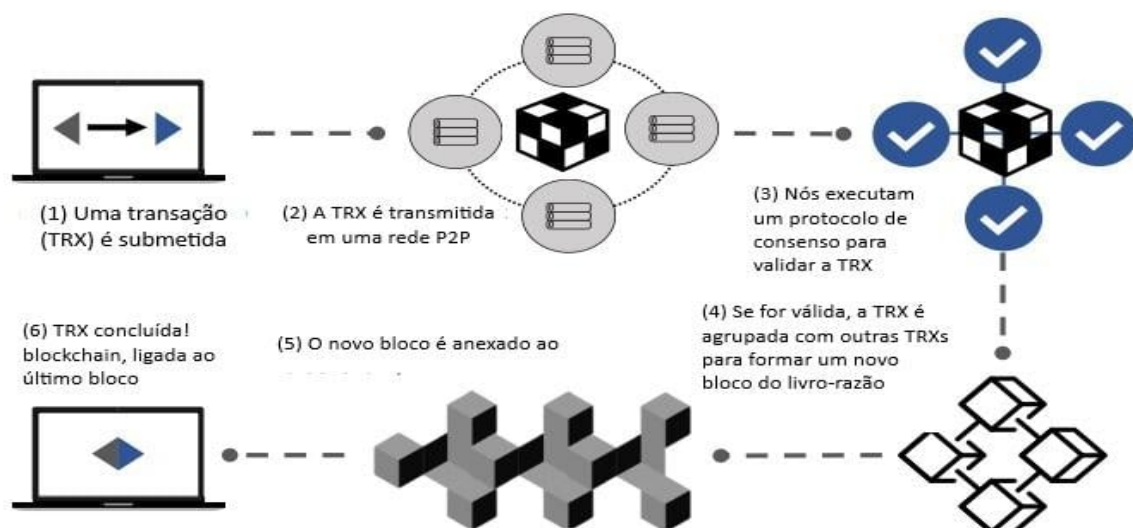 (1) Uma transação
(TRX) é submetida
(2) A TRX é transmitida
em uma rede P2P
(3) Nós executam
um protocolo de
consenso para
validar a TRX
(4) Se for válida, a TRX é
agrupada com outras TRXs
para formar um novo
bloco do livro-razão
(5) O novo bloco é anexado ao
(6) TRX concluída!
blockchain, ligada ao
último bloco